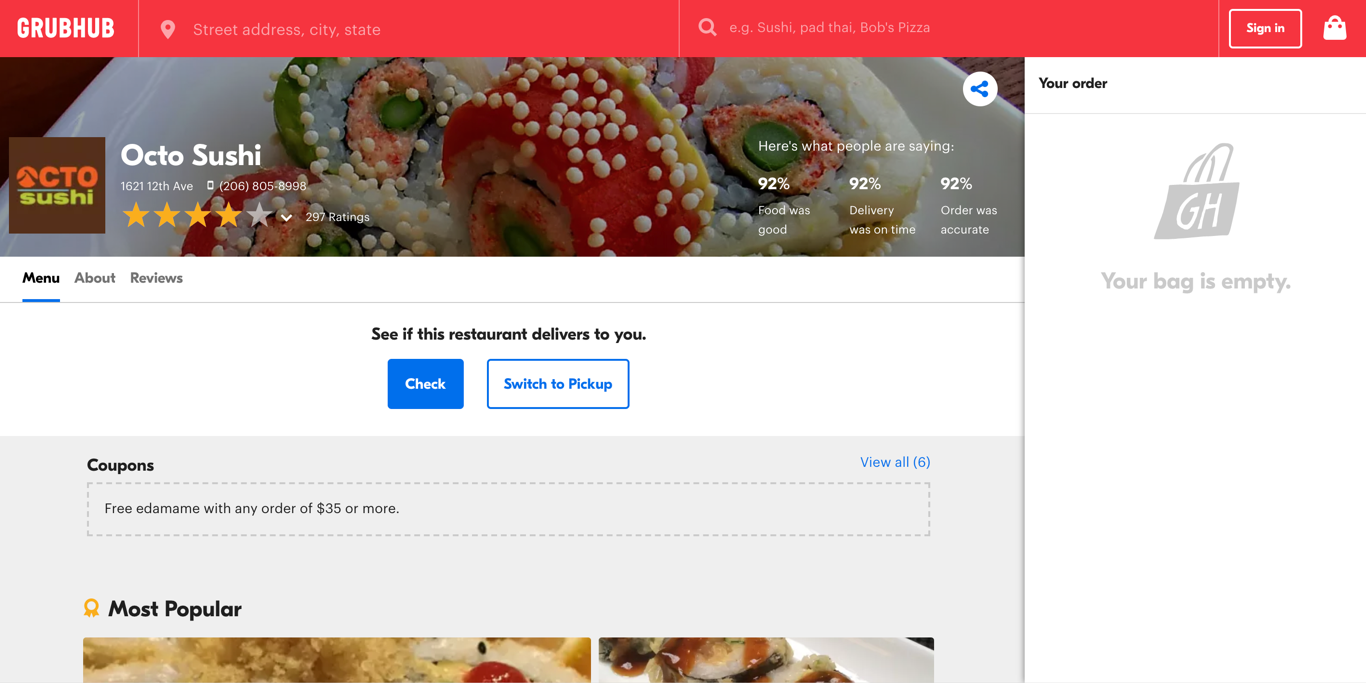 GRUBHUB
Street address, city, state
e.g. Sushi, pad thai, Bob's Pizza
Sign in
OCTO
sushi
Octo Sushi
1621 12th Ave
(206) 805-8998
297 Ratings
Here's what people are saying:
92%
Food was
good
92%
Delivery
was on time
92%
Order was
accurate
Your order
GH
Your bag is empty.
Menu
About
Reviews
See if this restaurant delivers to you.
Check
Switch to Pickup
Coupons
View all (6)
Free edamame with any order of $35 or more.
Most Popular